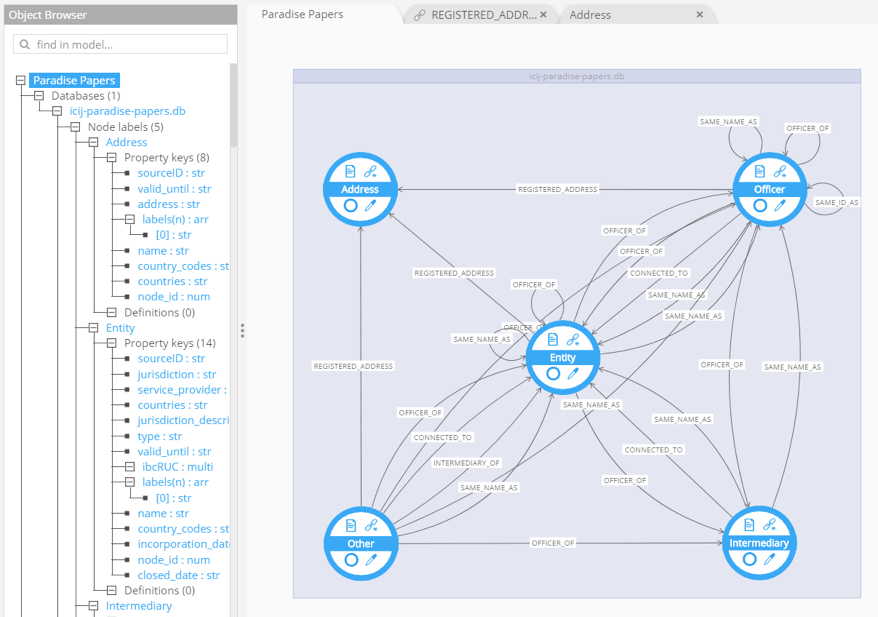 Object Browser
find in model...
Paradise Papers
Databases (1)
icij-paradise-papers.db
Node labels (5)
Address
Property keys (8)
sourceID : str
valid_until : str
address : str
labels(n) : arr
[0] : str
name : str
country_codes : st
countries : str
node_id : num
Definitions (0)
Entity
Property keys (14)
sourceID : str
jurisdiction : str
service_provider :
countries : str
jurisdiction_descri
type : str
valid_until : str
ibcRUC : multi
labels(n) : arr
[0] : str
name : str
country_codes : st
incorporation_dat
node_id : num
closed_date : str
Definitions (0)
Intermediary
Paradise Papers
REGISTERED_ADDR...
Address
icij-paradise-papers.db
SAME_NAME_AS
OFFICER_OF
Address
REGISTERED_ADDRESS
Officer
SAME_ID_AS
OFFICER_OF
OFFICER_OF
REGISTERED_ADDRESS
CONNECTED_TO
OFFICER_OF
SAME_NAME_AS
SAME_NAME_AS
OFFICER_O
SAME_NAME_AS
Entity
REGISTERED_ADDRESS
OFFICER_OF
SAME_NAME_AS
SAME_NAME_AS
OFFICER_OF
SAME_NAME_AS
CONNECTED_TO
CONNECTED_TO
INTERMEDIARY_OF
OFFICER_OF
SAME_NAME_AS
Other
OFFICER_OF
Intermediary